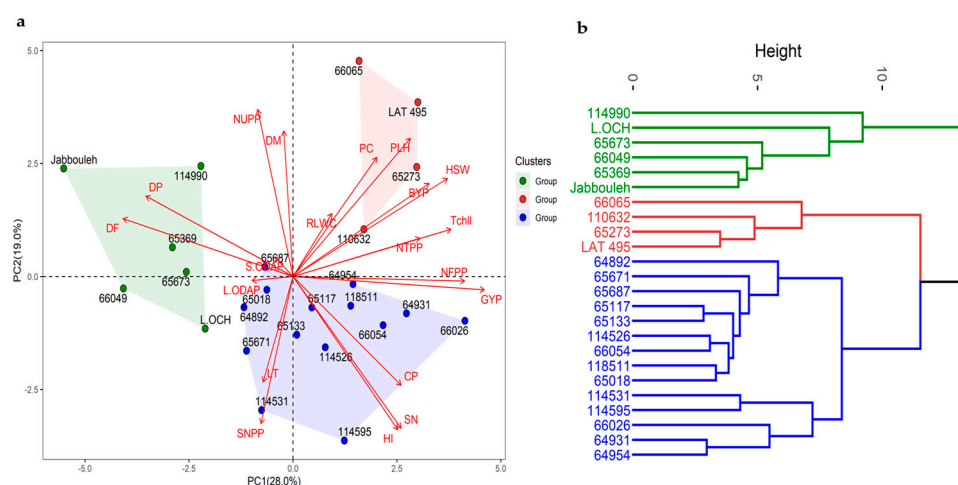 a
b
5.0
2.5
0.0
-2.5
-5.0
-2.5
0.0
2.5
5.0
PC2(19.0%)
PC1(28.0%)
66065
LAT 495
NUPP
DM
PC
PLH
Jabbouleh
114990
65273
HSW
BYP
DP
RLWC
TchII
DF
110632
NTPP
65369
65687
S.ODAP
64954
NFPP
65673
L.ODAP
GYP
66049
65018
65117
118511
64931
64892
L.OCH
65133
66054
66026
65671
114526
LT
CP
114531
SN
SNPP
HI
114595
Clusters
Group
Group
Group
Height
0
5
10
114990
L.OCH
65673
66049
65369
Jabbouleh
66065
110632
65273
LAT 495
64892
65671
65687
65117
65133
114526
66054
118511
65018
114531
114595
66026
64931
64954